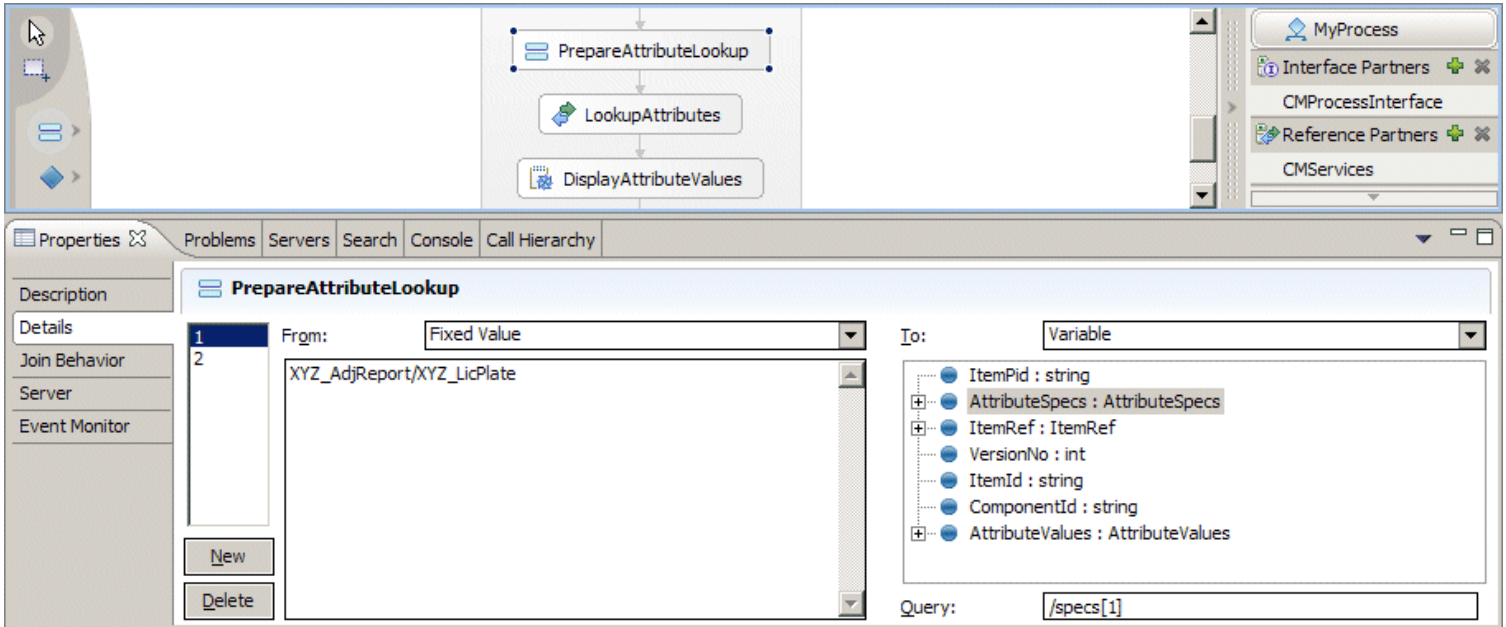 PrepareAttributeLookup
LookupAttributes
DisplayAttributeValues
MyProcess
Interface Partners
CMProcessInterface
Reference Partners
CMServices
Properties
Problems
Servers
Search
Console
Call Hierarchy
Description
Details
Join Behavior
Server
Event Monitor
PrepareAttributeLookup
1
2
New
Delete
From:
Fixed Value
XYZ_AdjReport/XYZ_LicPlate
To:
Variable
ItemPid : string
AttributeSpecs : AttributeSpecs
ItemRef : ItemRef
VersionNo : int
ItemId : string
ComponentId : string
AttributeValues : AttributeValues
Query:
/specs[1]